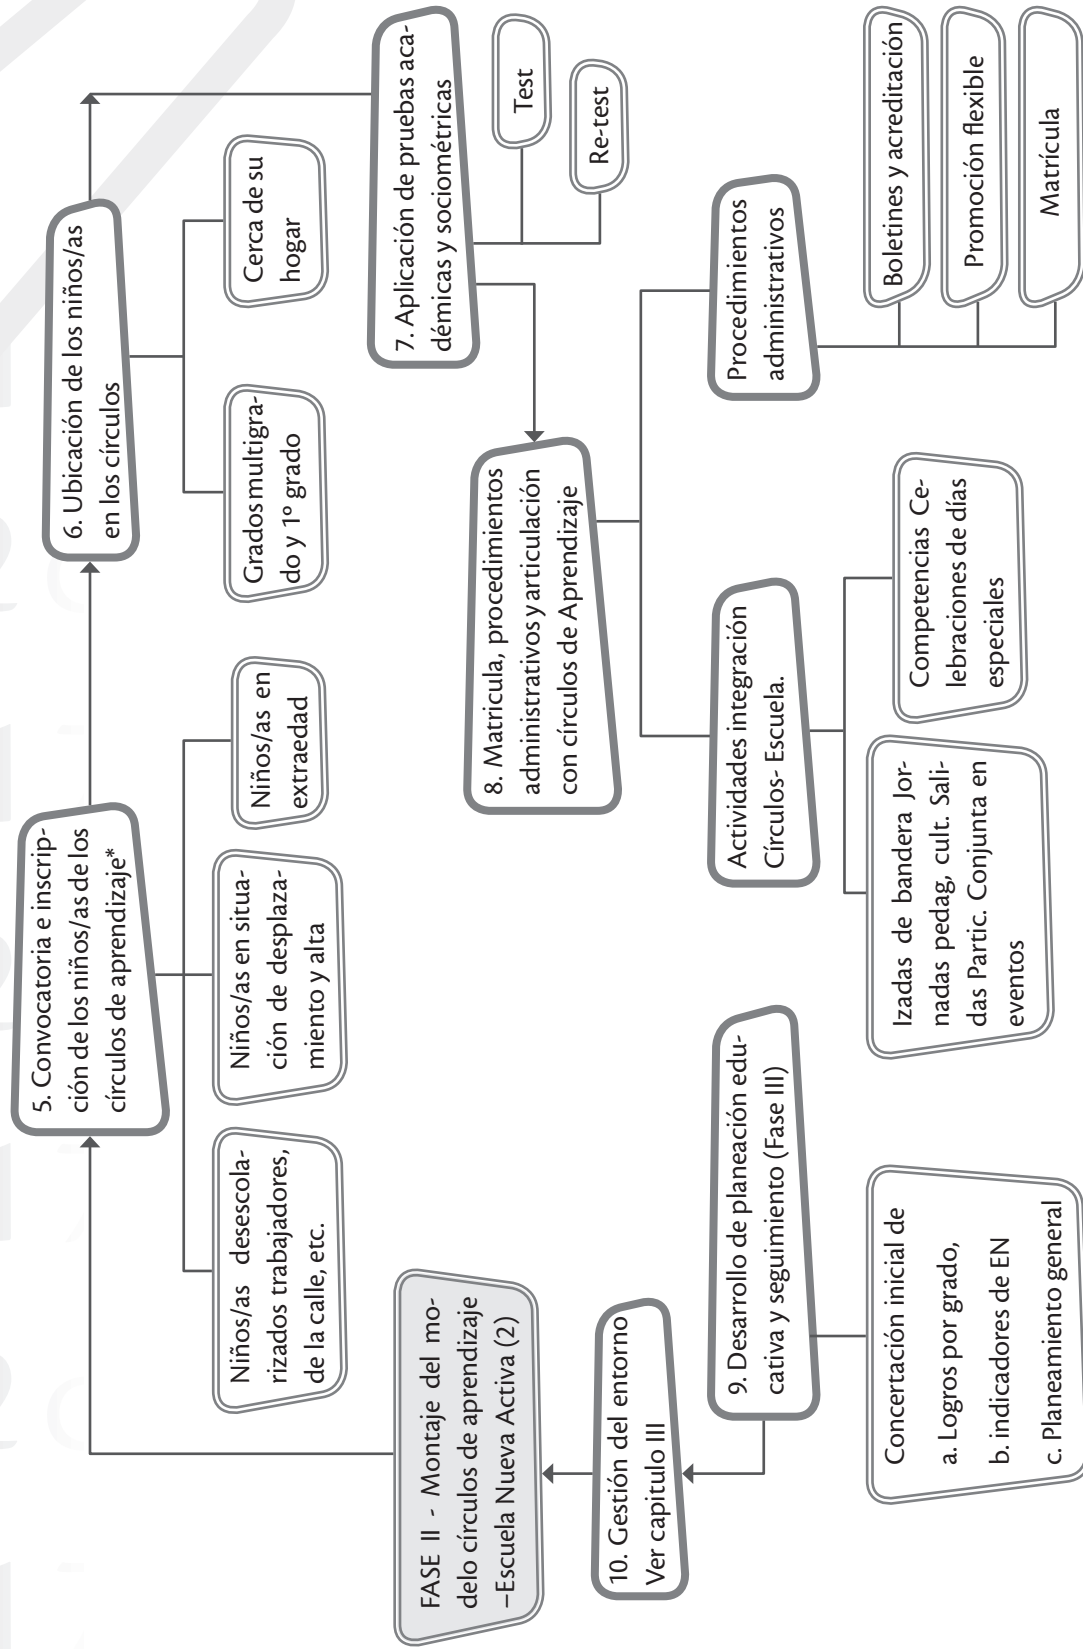 FASE II - Montaje del mo-
delo círculos de aprendizaje
–Escuela Nueva Activa (2)
5. Convocatoria e inscrip-
ción de los niños/as de los
círculos de aprendizaje*
Niños/as desescola-
rizados trabajadores,
de la calle, etc.
Niños/as en situa-
ción de desplaza-
miento y alta
Niños/as en
extraedad
6. Ubicación de los niños/as
en los círculos
Grados multigra-
do y 1º grado
Cerca de su
hogar
7. Aplicación de pruebas aca-
démicas y sociométricas
Test
Re-test
8. Matricula, procedimientos
administrativos y articulación
con círculos de Aprendizaje
Actividades integración
Círculos- Escuela.
Izadas de bandera Jor-
nadas pedag, cult. Sali-
das Partic. Conjunta en
eventos
Competencias Ce-
lebraciones de días
especiales
Procedimientos
administrativos
Boletines y acreditación
Promoción flexible
Matrícula
9. Desarrollo de planeación edu-
cativa y seguimiento (Fase III)
Concertación inicial de
a. Logros por grado,
b. indicadores de EN
c. Planeamiento general
10. Gestión del entorno
Ver capitulo III